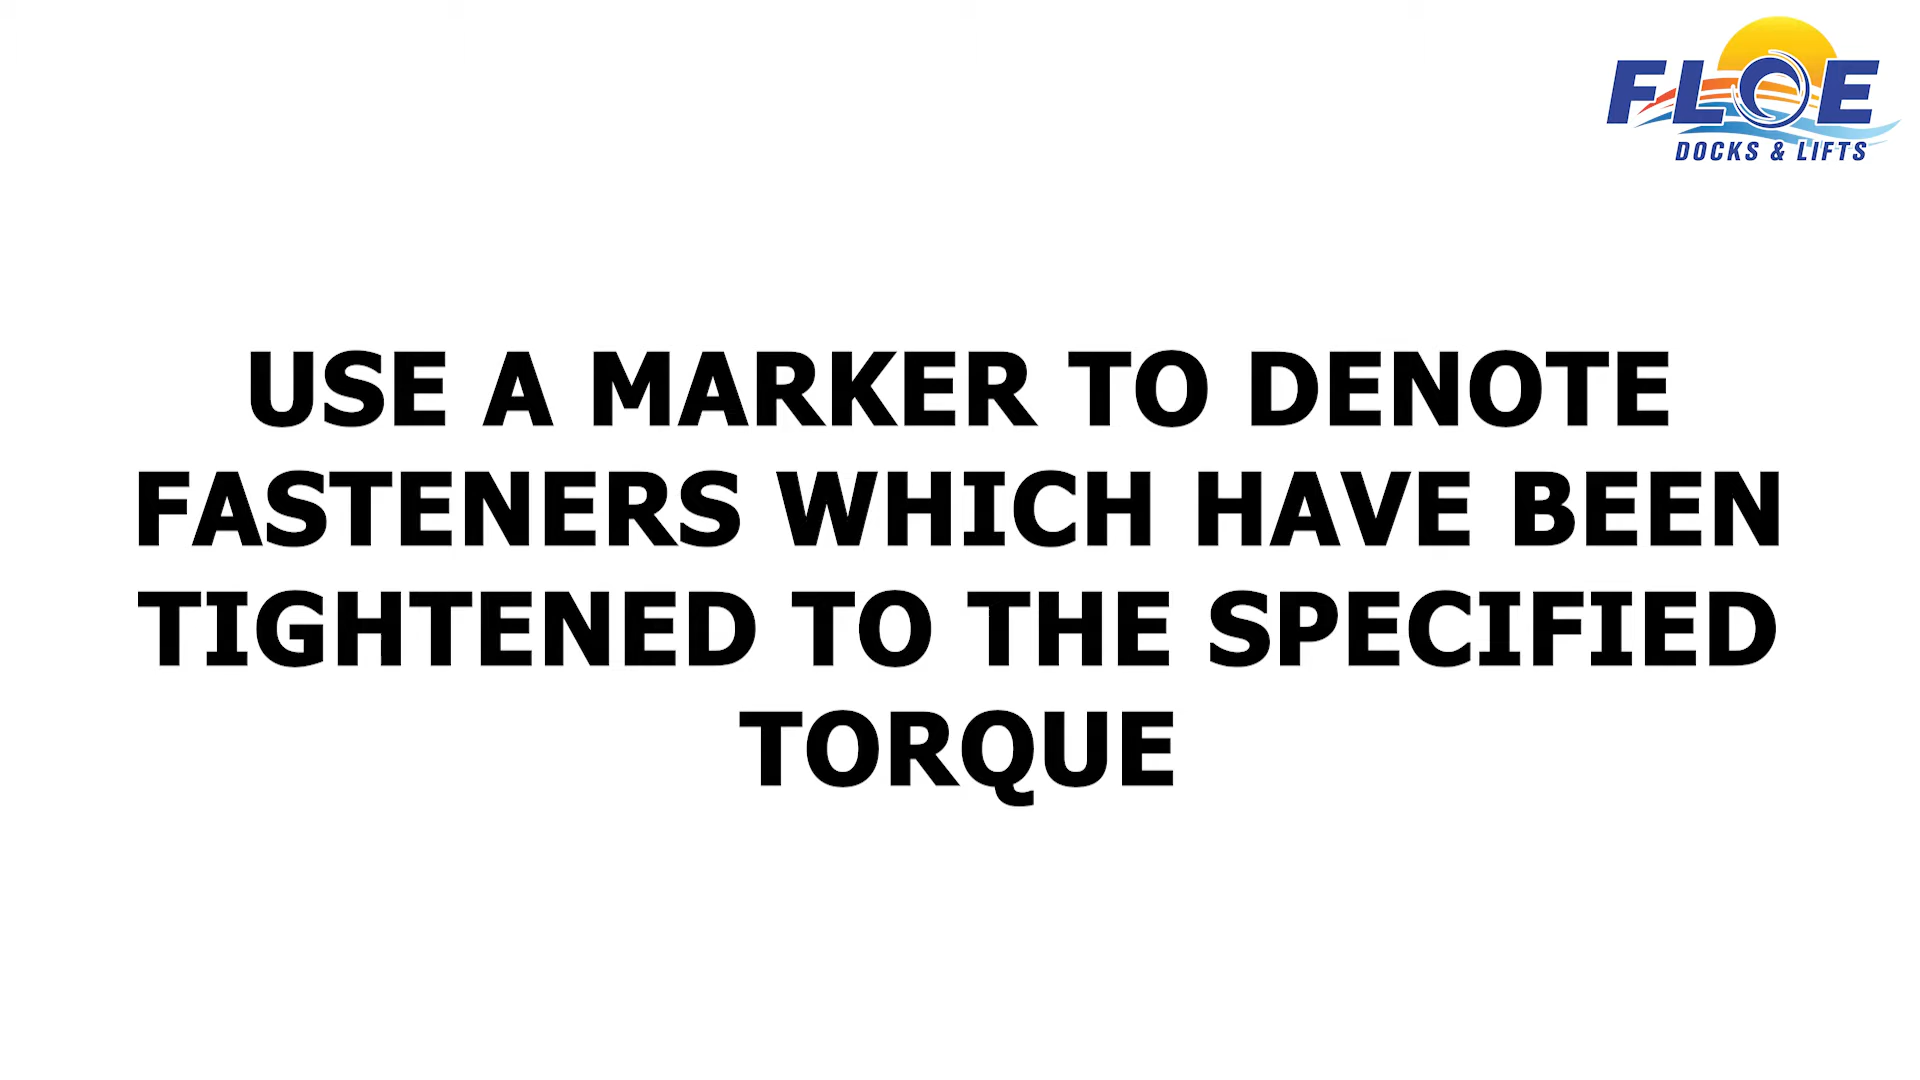 FLOE
DOCKS & LIFTS
USE A MARKER TO DENOTE
FASTENERS WHICH HAVE BEEN
TIGHTENED TO THE SPECIFIED
TORQUE